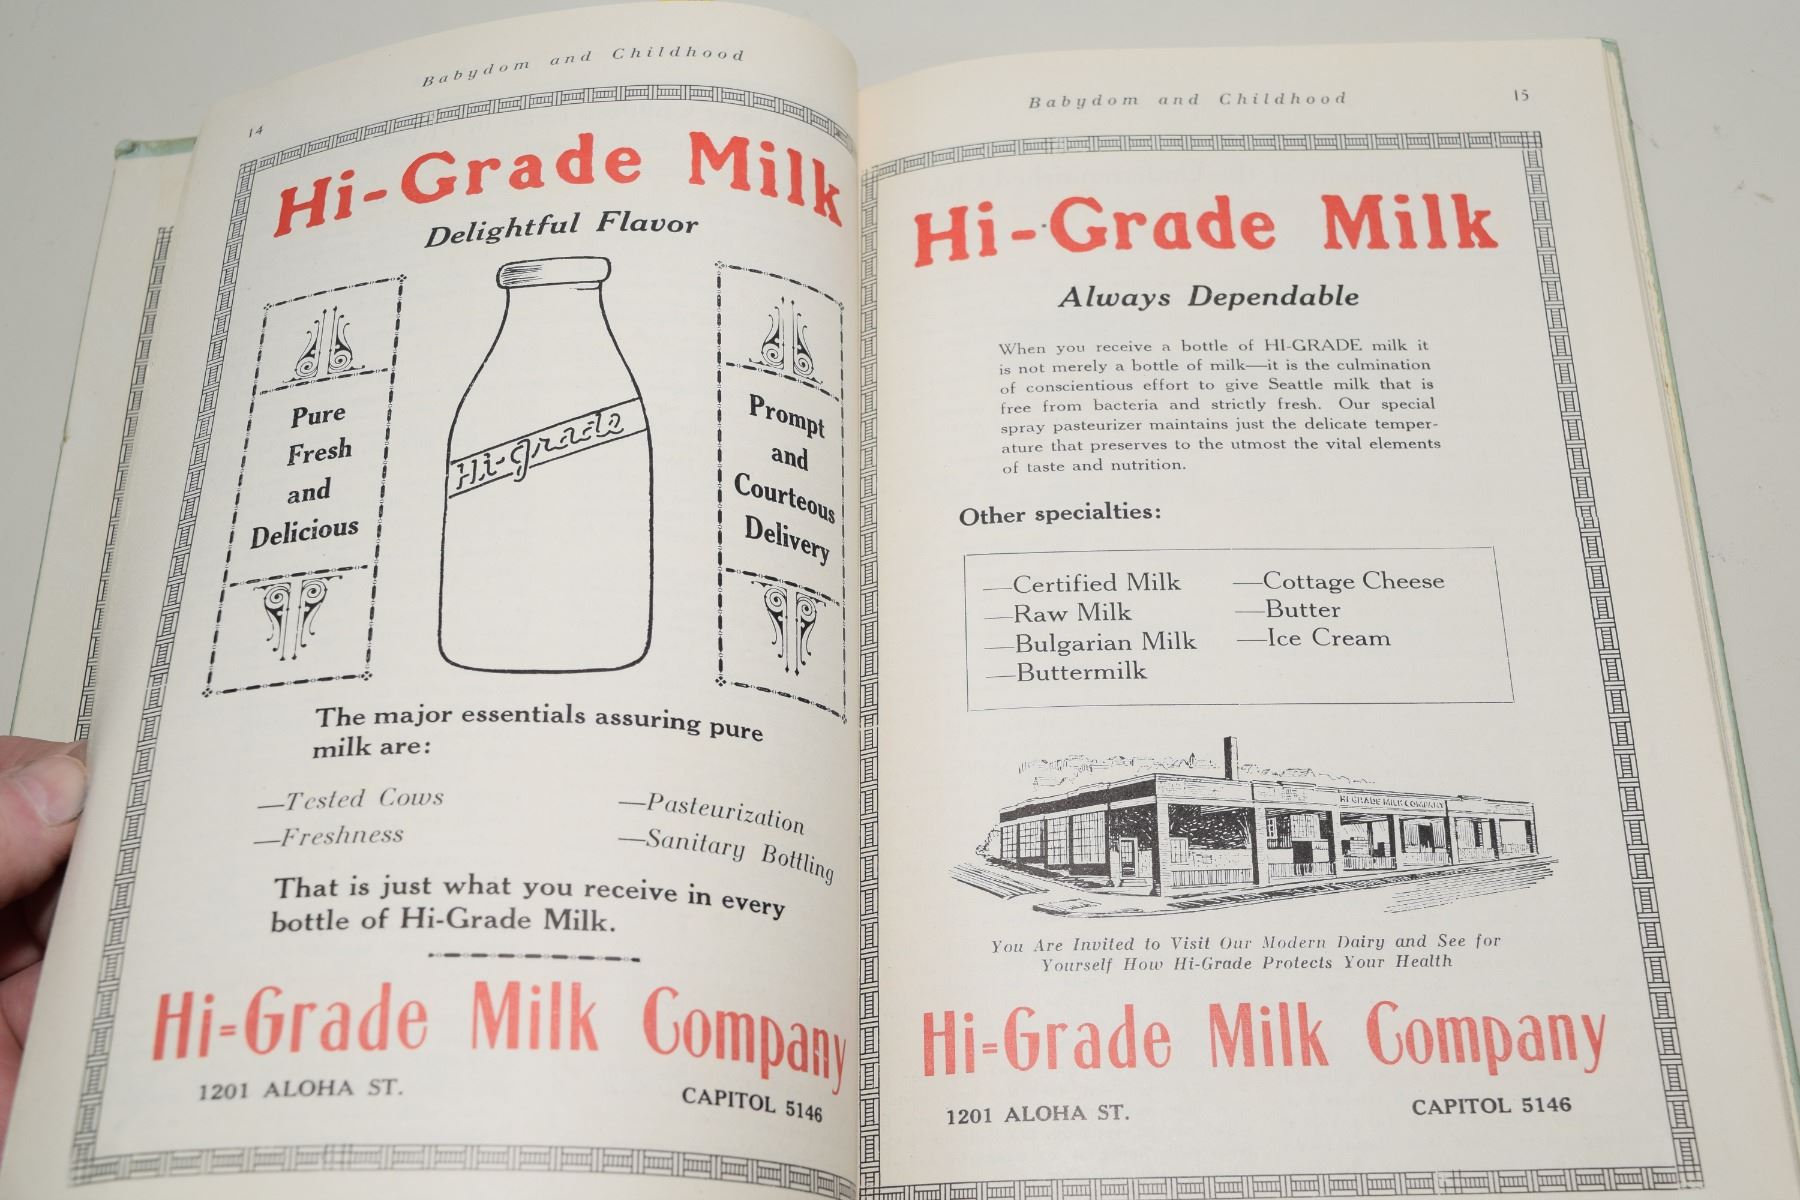 Babydom and Childhood
14
Hi-Grade Milk
Delightful Flavor
Pure
Fresh
and
Delicious
Hi-grade
Prompt
and
Courteous
Delivery
The major essentials assuring pure
milk are:
—Tested Cows
—Freshness
—Pasteurization
—Sanitary Bottling
That is just what you receive in every
bottle of Hi-Grade Milk.
Hi-Grade Milk Company
1201 ALOHA ST.
CAPITOL 5146
Babydom and Childhood
15
Hi-Grade Milk
Always Dependable
When you receive a bottle of HI-GRADE milk it
is not merely a bottle of milk—it is the culmination
of conscientious effort to give Seattle milk that is
free from bacteria and strictly fresh. Our special
spray pasteurizer maintains just the delicate temper-
ature that preserves to the utmost the vital elements
of taste and nutrition.
Other specialties:
—Certified Milk
—Raw Milk
—Bulgarian Milk
—Buttermilk
—Cottage Cheese
—Butter
—Ice Cream
HI GRADE MILK COMPANY
You Are Invited to Visit Our Modern Dairy and See for
Yourself How Hi-Grade Protects Your Health
Hi-Grade Milk Company
1201 ALOHA ST.
CAPITOL 5146